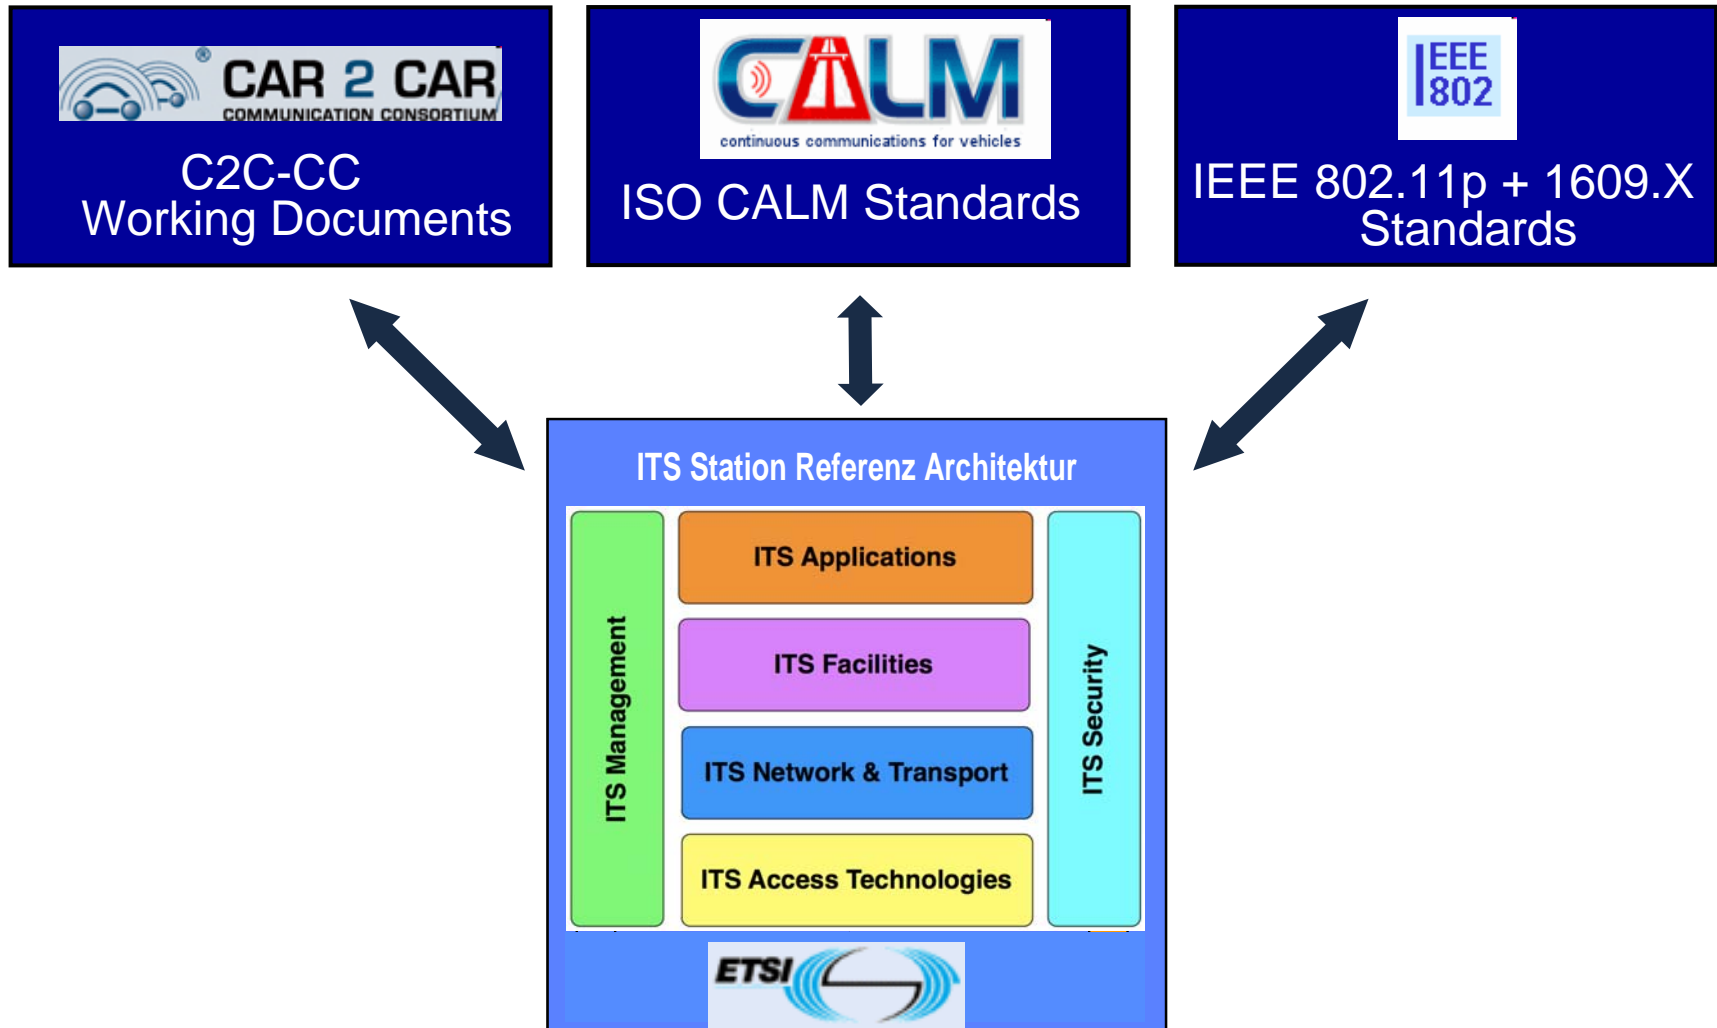 CAR 2 CAR ®
COMMUNICATION CONSORTIUM
C2C-CC
Working Documents
CALM
continuous communications for vehicles
ISO CALM Standards
IEEE
802
IEEE 802.11p + 1609.X
Standards
ITS Station Referenz Architektur
ITS Management
ITS Applications
ITS Facilities
ITS Network & Transport
ITS Access Technologies
ITS Security
ETSI